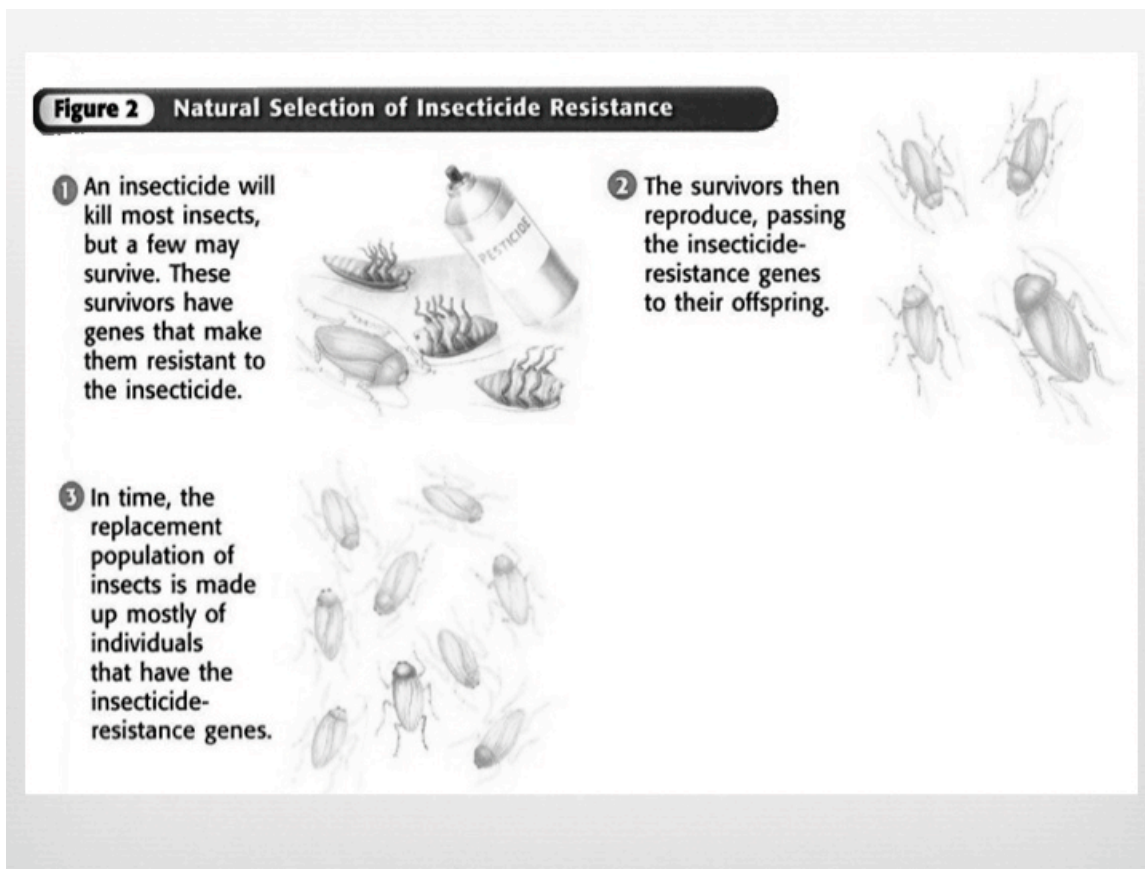 Figure 2 Natural Selection of Insecticide Resistance
1 An insecticide will
kill most insects,
but a few may
survive. These
survivors have
genes that make
them resistant to
the insecticide.
PESTICIDE
2 The survivors then
reproduce, passing
the insecticide-
resistance genes
to their offspring.
3 In time, the
replacement
population of
insects is made
up mostly of
individuals
that have the
insecticide-
resistance genes.